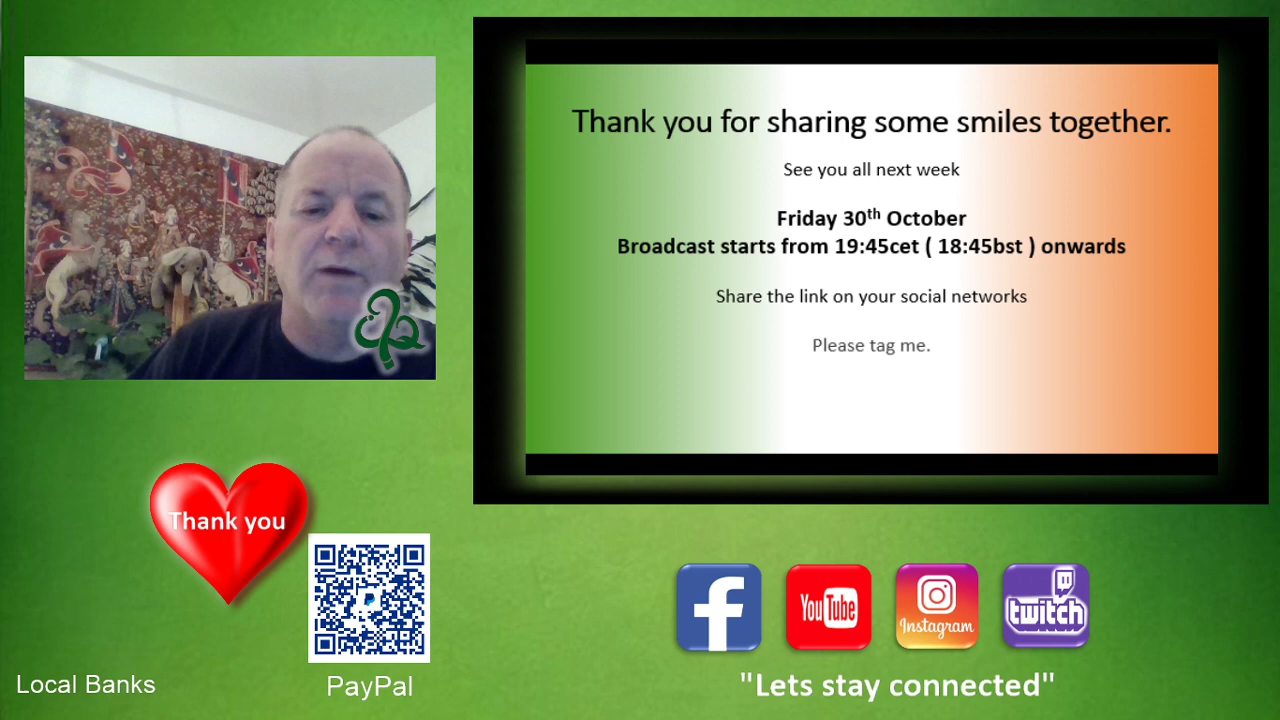 Thank you for sharing some smiles together.
See you all next week
Friday 30th October
Broadcast starts from 19:45cet ( 18:45bst ) onwards
Share the link on your social networks
Please tag me.
Thank you
YouTube
Instagram
twitch
Local Banks
PayPal
"Lets stay connected"